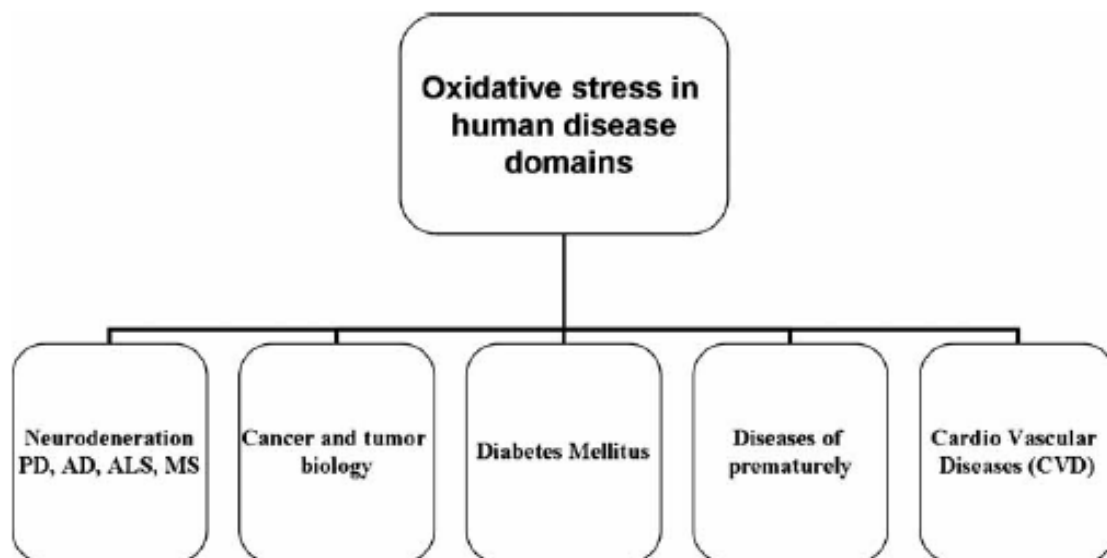 Oxidative stress in
human disease
domains
Neurodeneration
PD, AD, ALS, MS
Cancer and tumor
biology
Diabetes Mellitus
Diseases of
prematurely
Cardio Vascular
Diseases (CVD)